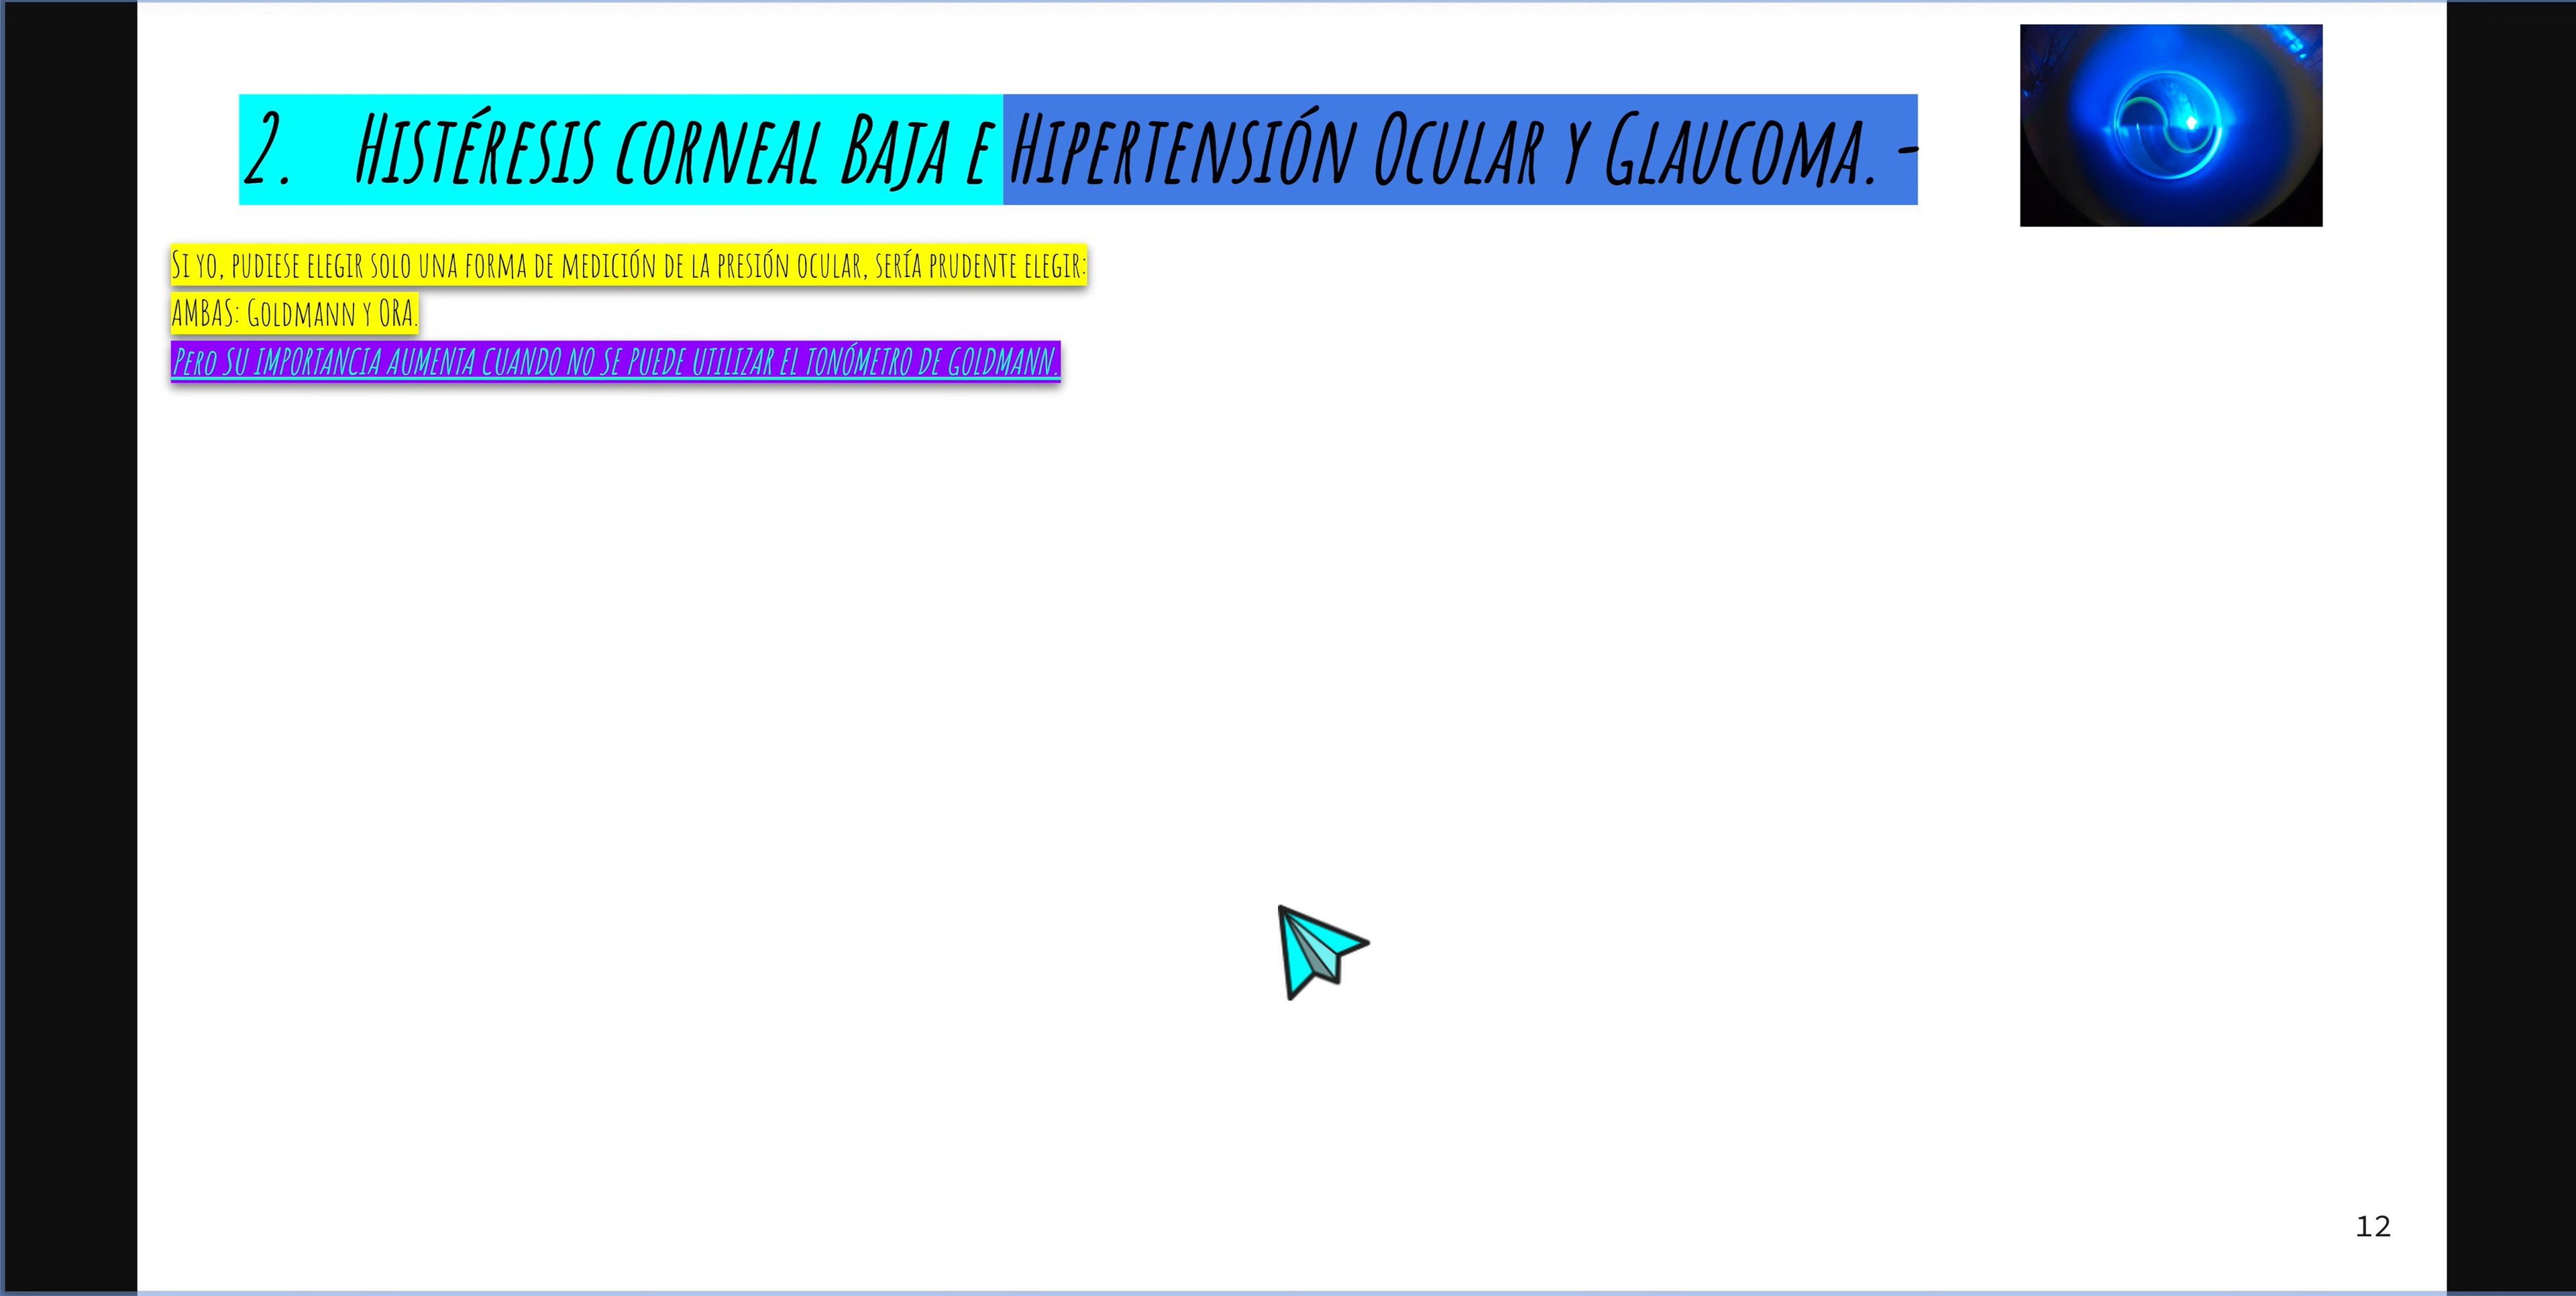 2. Histéresis corneal Baja e Hipertensión Ocular y Glaucoma. -
Si yo, pudiese elegir solo una forma de medición de la presión ocular, sería prudente elegir:
AMBAS: Goldmann y ORA.
Pero SU IMPORTANCIA AUMENTA CUANDO NO SE PUEDE UTILIZAR EL TONÓMETRO DE GOLDMANN.
12